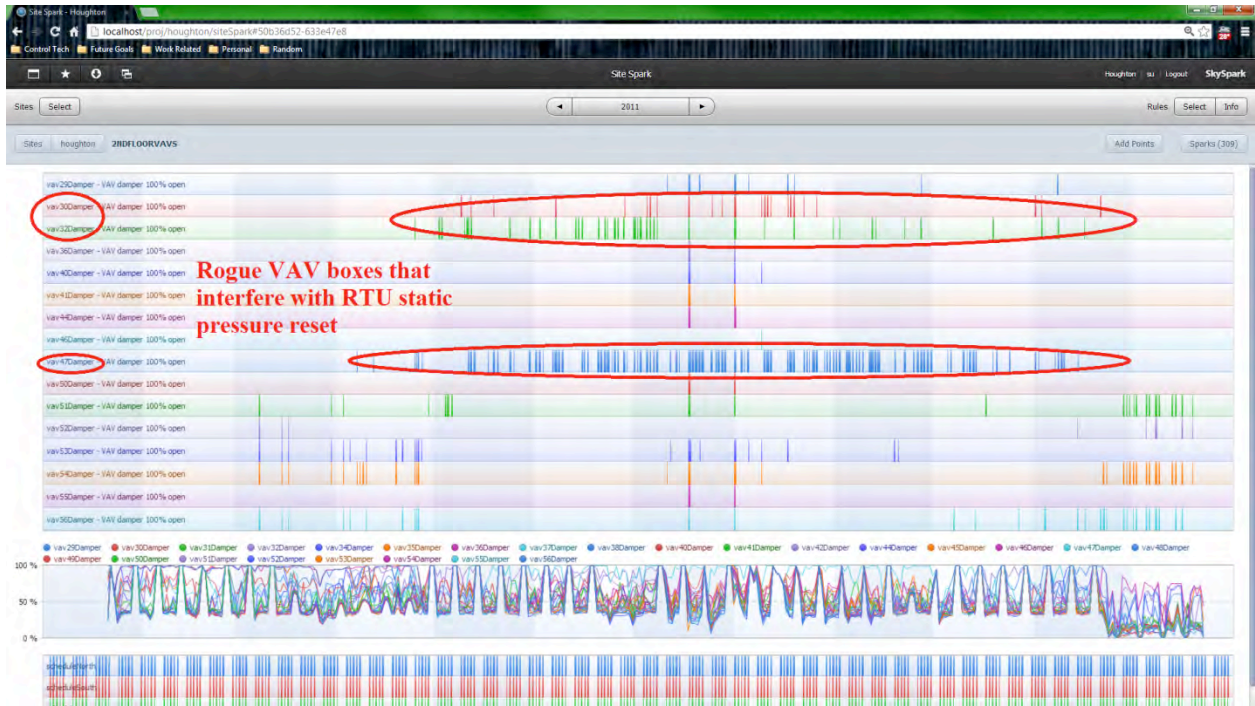 Site Spark - Houghton
localhost/proj/houghton/siteSpark#50b36d52-633e47e8
Control Tech Future Goals Work Related Personal Random
Site Spark
Houghton su Logout SkySpark
Sites Select 2011 Rules Select Info
Sites houghton 2NDFLOORVAVS Add Points Sparks (309)
vav29Damper - VAV damper 100% open
vav30Damper - VAV damper 100% open
vav32Damper - VAV damper 100% open
vav36Damper - VAV damper 100% open
vav40Damper - VAV damper 100% open
vav41Damper - VAV damper 100% open
vav44Damper - VAV damper 100% open
vav46Damper - VAV damper 100% open
vav47Damper - VAV damper 100% open
vav50Damper - VAV damper 100% open
vav51Damper - VAV damper 100% open
vav52Damper - VAV damper 100% open
vav53Damper - VAV damper 100% open
vav54Damper - VAV damper 100% open
vav55Damper - VAV damper 100% open
vav56Damper - VAV damper 100% open
Rogue VAV boxes that
interfere with RTU static
pressure reset
vav29Damper vav30Damper vav31Damper vav32Damper vav34Damper vav35Damper vav36Damper vav37Damper vav38Damper vav40Damper vav41Damper vav42Damper vav44Damper vav45Damper vav46Damper vav47Damper vav48Damper
vav49Damper vav50Damper vav51Damper vav52Damper vav53Damper vav54Damper vav55Damper vav56Damper
100 %
50 %
0 %
scheduleNorth
scheduleSouth